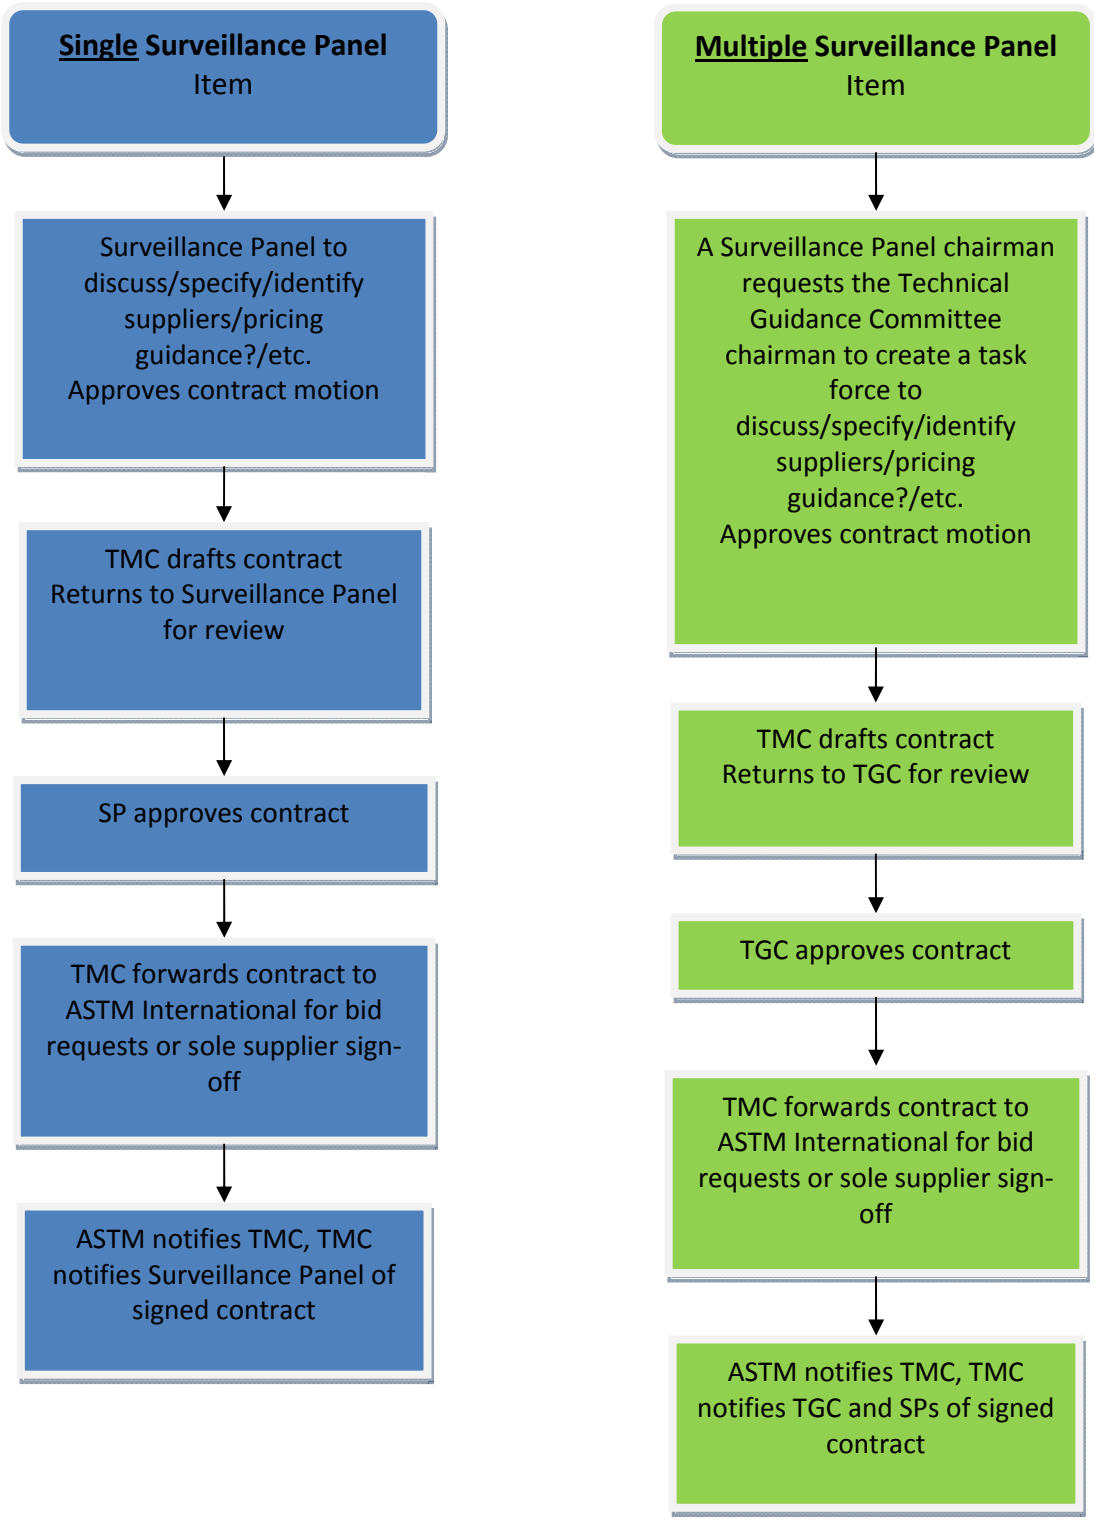 Single Surveillance Panel
Item
Surveillance Panel to
discuss/specify/identify
suppliers/pricing
guidance?/etc.
Approves contract motion
TMC drafts contract
Returns to Surveillance Panel
for review
SP approves contract
TMC forwards contract to
ASTM International for bid
requests or sole supplier sign-
off
ASTM notifies TMC, TMC
notifies Surveillance Panel of
signed contract
Multiple Surveillance Panel
Item
A Surveillance Panel chairman
requests the Technical
Guidance Committee
chairman to create a task
force to
discuss/specify/identify
suppliers/pricing
guidance?/etc.
Approves contract motion
TMC drafts contract
Returns to TGC for review
TGC approves contract
TMC forwards contract to
ASTM International for bid
requests or sole supplier sign-
off
ASTM notifies TMC, TMC
notifies TGC and SPs of signed
contract